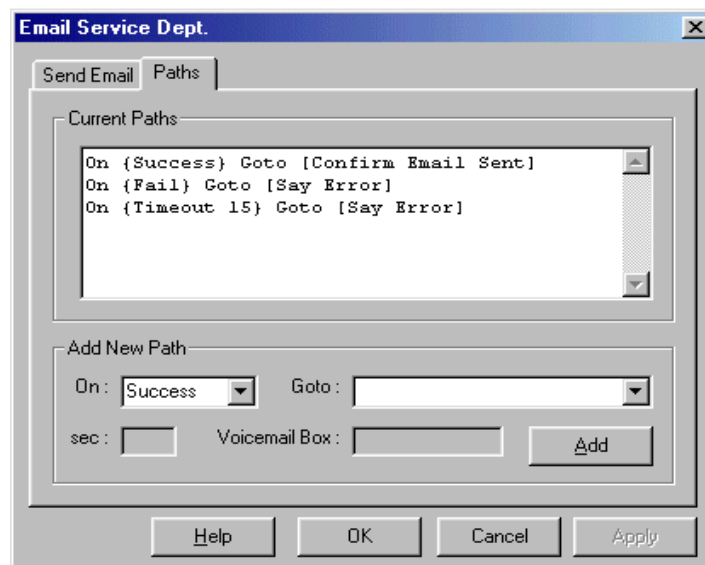 Email Service Dept.
Send Email Paths
Current Paths
On {Success} Goto [Confirm Email Sent]
On {Fail} Goto [Say Error]
On {Timeout 15} Goto [Say Error]
Add New Path
On : Success Goto :
sec : Voicemail Box : Add
Help OK Cancel Apply